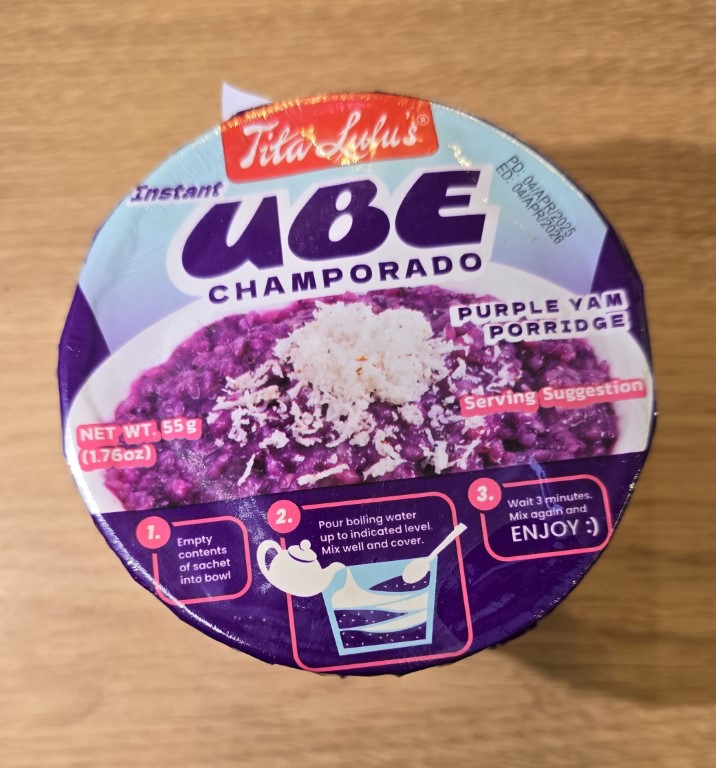 Tita Lulu's®
Instant
UBE
CHAMPORADO
PD: 04/APR/2025
ED: 04/APR/2026
PURPLE YAM
PORRIDGE
Serving Suggestion
NET WT. 55g
(1.76oz)
1.
Empty
contents
of sachet
into bowl
2.
Pour boiling water
up to indicated level.
Mix well and cover.
3.
Wait 3 minutes.
Mix again and
ENJOY :)